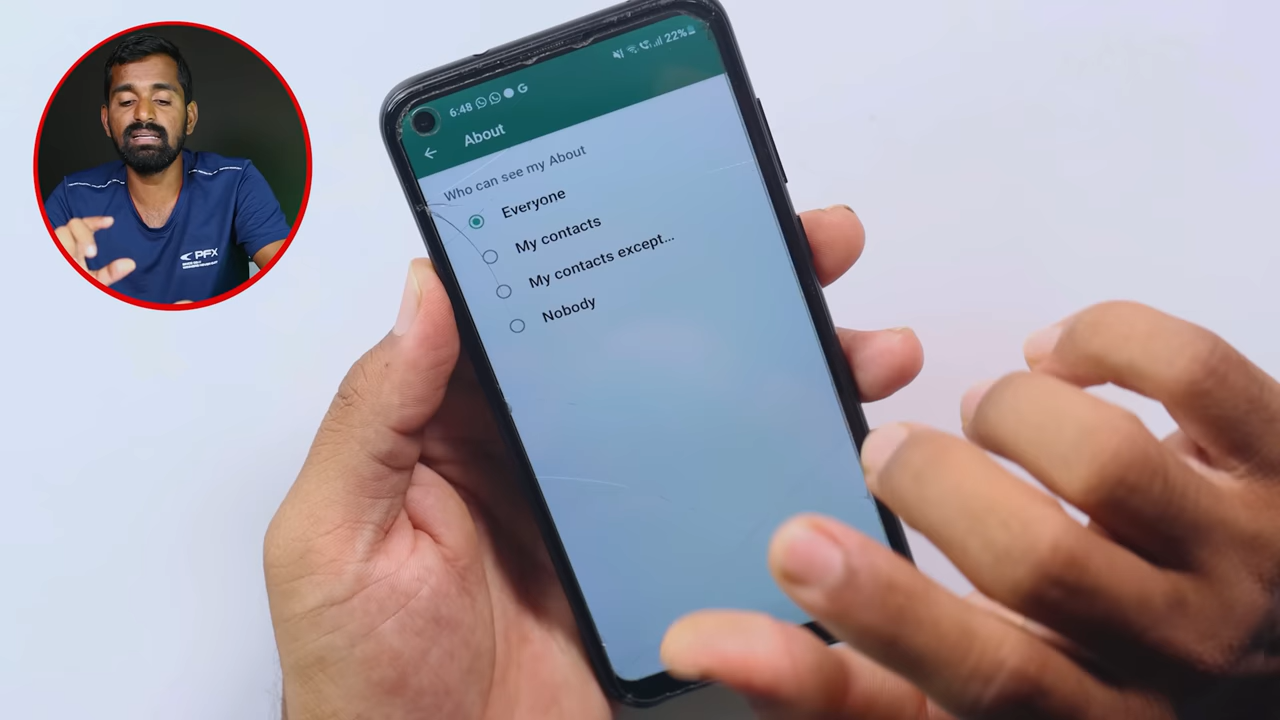 6:48 G 22%
About
Who can see my About
Everyone
My contacts
My contacts except...
Nobody
PFX